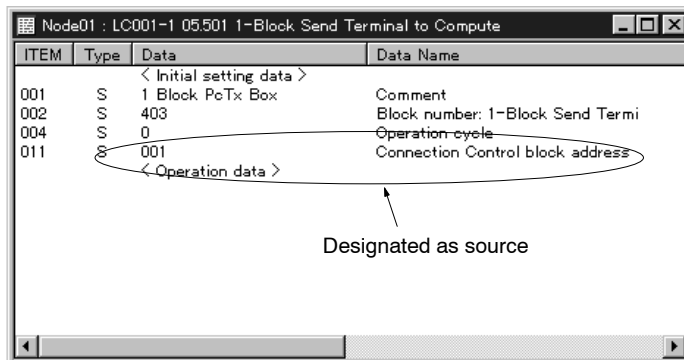 Node01 : LC001-1 05.501 1-Block Send Terminal to Compute
ITEM Type Data Data Name
< Initial setting data >
001 S 1 Block PcTx Box Comment
002 S 403 Block number: 1-Block Send Termi
004 S 0 Operation cycle
011 S 001 Connection Control block address
< Operation data >
Designated as source